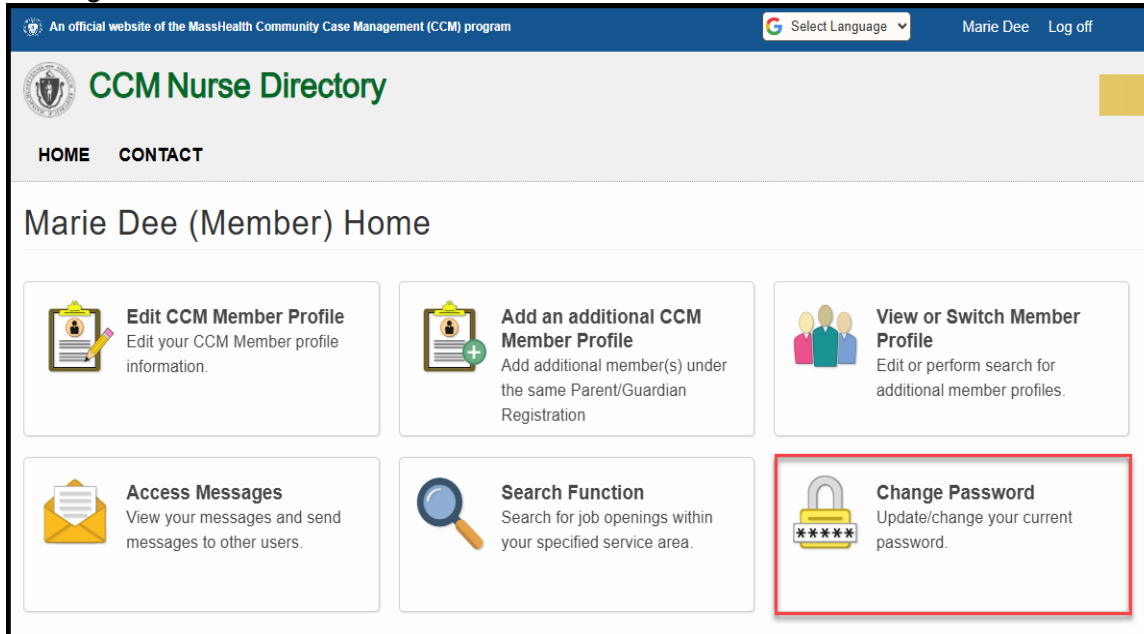 An official website of the MassHealth Community Case Management (CCM) program
Select Language
Marie Dee Log off
CCM Nurse Directory
HOME CONTACT
Marie Dee (Member) Home
Edit CCM Member Profile
Edit your CCM Member profile
information.
Add an additional CCM
Member Profile
Add additional member(s) under
the same Parent/Guardian
Registration
View or Switch Member
Profile
Edit or perform search for
additional member profiles.
Access Messages
View your messages and send
messages to other users.
Search Function
Search for job openings within
your specified service area.
*****
Change Password
Update/change your current
password.